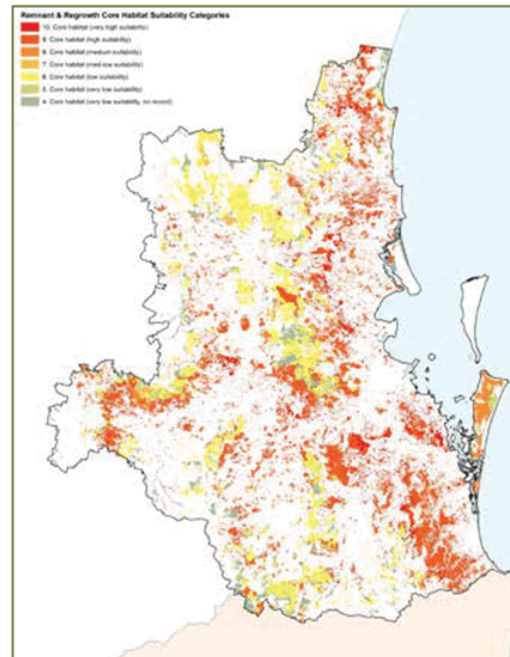 Remnant & Regrowth Core Habitat Suitability Categories
10. Core habitat (very high suitability)
9. Core habitat (high suitability)
8. Core habitat (medium suitability)
7. Core habitat (med-low suitability)
6. Core habitat (low suitability)
5. Core habitat (very low suitability)
4. Core habitat (very low suitability, no record)